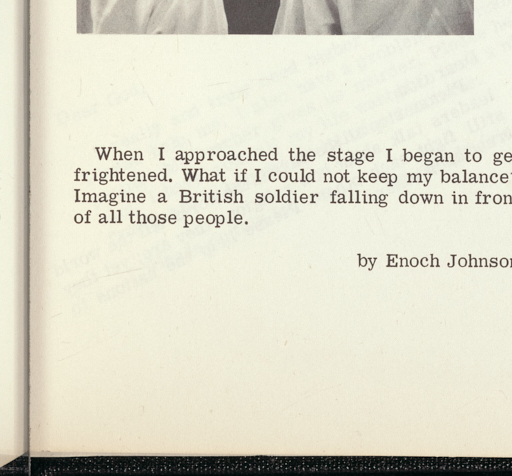 When I approached the stage I began to ge
frightened. What if I could not keep my balance
Imagine a British soldier falling down in fron
of all those people.
by Enoch Johnson